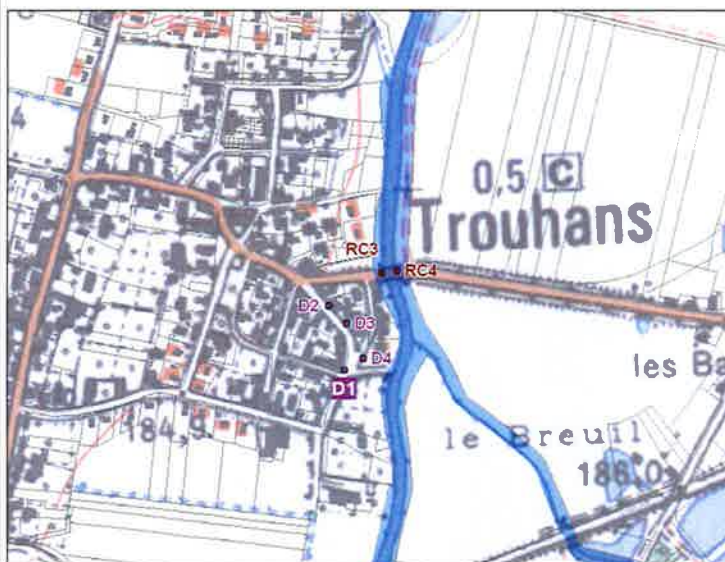 0,5 C
Trouhans
RC3
RC4
D2
D3
D4
les Ba
D1
184,9
le Breuil
186,0